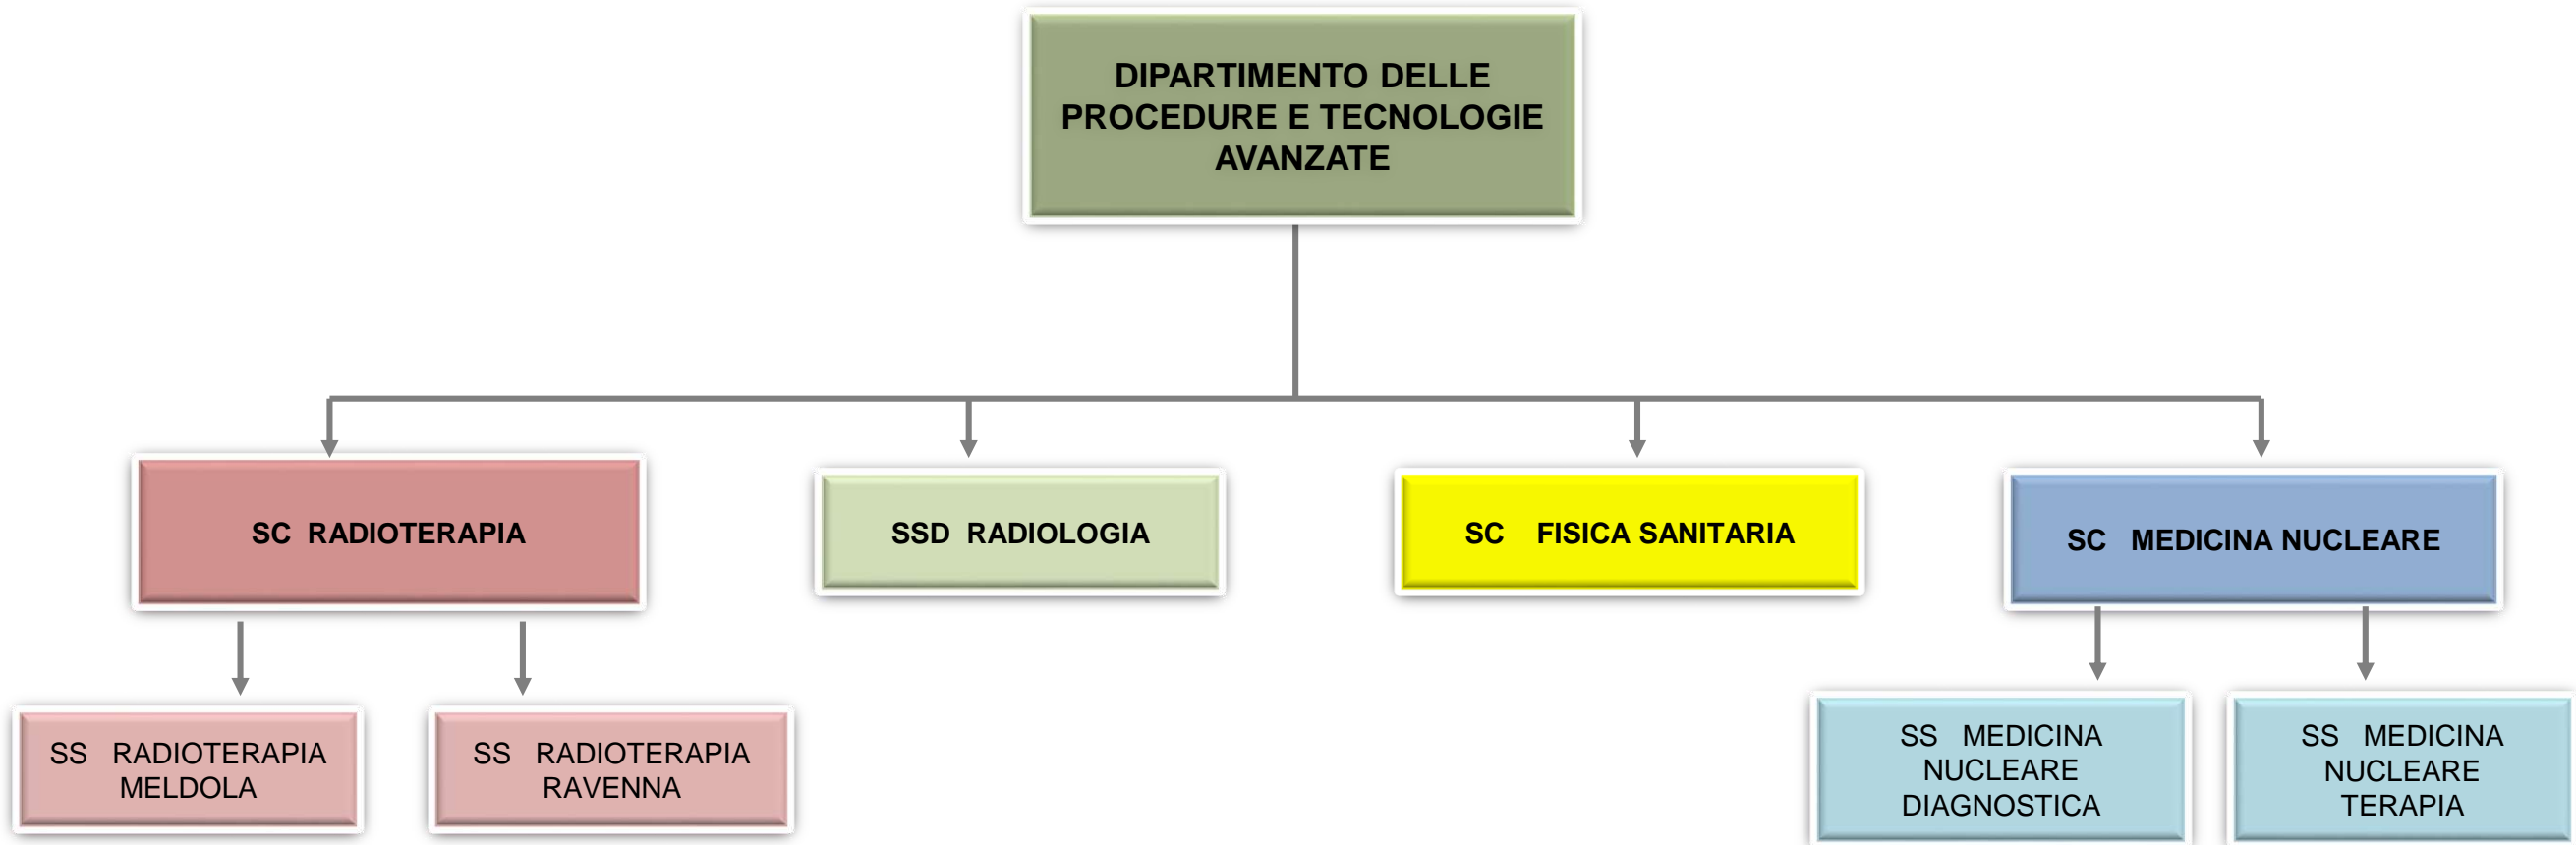 DIPARTIMENTO DELLE
PROCEDURE E TECNOLOGIE
AVANZATE
SC RADIOTERAPIA
SSD RADIOLOGIA
SC FISICA SANITARIA
SC MEDICINA NUCLEARE
SS RADIOTERAPIA
MELDOLA
SS RADIOTERAPIA
RAVENNA
SS MEDICINA
NUCLEARE
DIAGNOSTICA
SS MEDICINA
NUCLEARE
TERAPIA